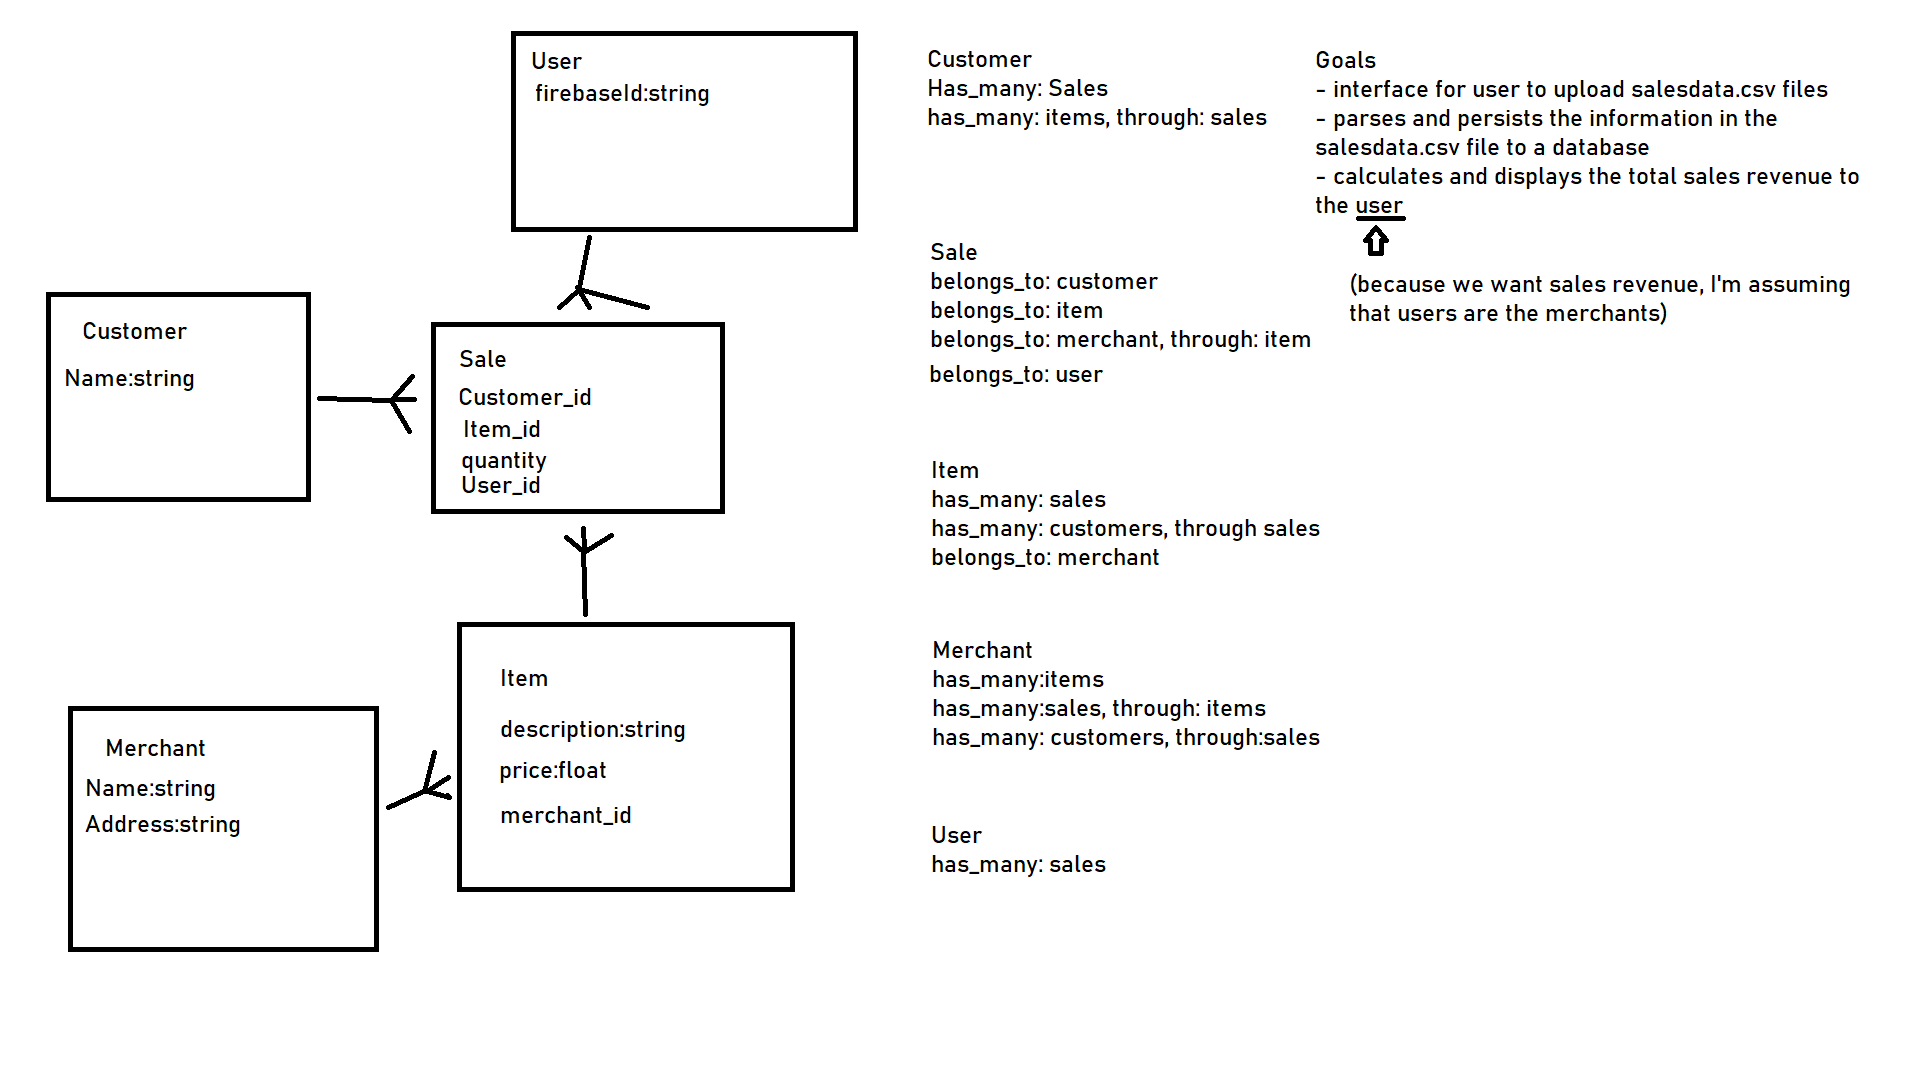 User
firebaseId:string
Customer
Name:string
Sale
Customer_id
Item_id
quantity
User_id
Item
description:string
price:float
merchant_id
Merchant
Name:string
Address:string
Customer
Has_many: Sales
has_many: items, through: sales
Sale
belongs_to: customer
belongs_to: item
belongs_to: merchant, through: item
belongs_to: user
Item
has_many: sales
has_many: customers, through sales
belongs_to: merchant
Merchant
has_many:items
has_many:sales, through: items
has_many: customers, through:sales
User
has_many: sales
Goals
- interface for user to upload salesdata.csv files
- parses and persists the information in the
salesdata.csv file to a database
- calculates and displays the total sales revenue to
the user
(because we want sales revenue, I'm assuming
that users are the merchants)